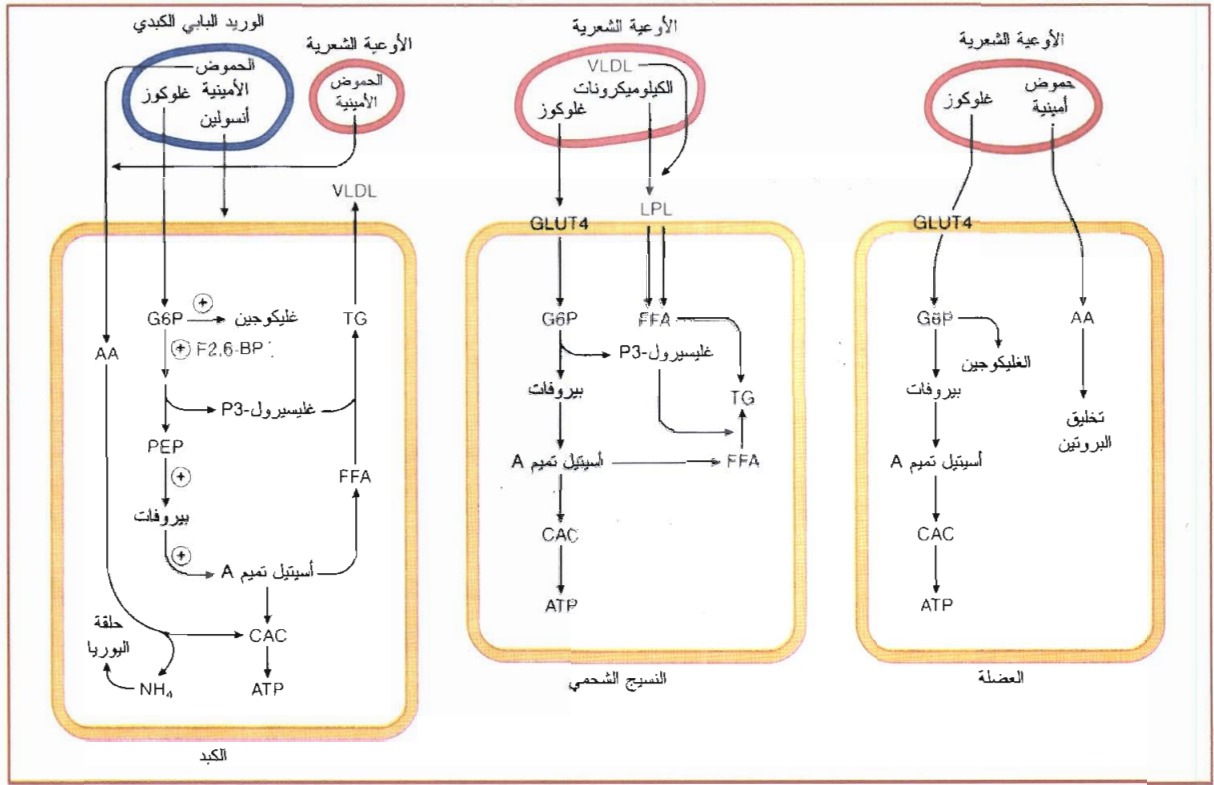 الوريد البابي الكبدي
الحموض
الأمينية
غلوكوز
أنسولين
الأوعية الشعرية
الحموض
الأمينية
VLDL
G6P
غليكوجين
TG
AA
F2,6-BP
غليسيرول-P3
PEP
FFA
بيروفات
أسيتيل تميم A
حلقة
اليوريا
CAC
NH₄
ATP
الكبد
الأوعية الشعرية
VLDL
الكيلوميكرونات
غلوكوز
GLUT4
LPL
G6P
FFA
غليسيرول-P3
بيروفات
TG
أسيتيل تميم A
FFA
CAC
ATP
النسيج الشحمي
الأوعية الشعرية
حموض
أمينية
غلوكوز
GLUT4
G6P
AA
الغليكوجين
بيروفات
تخليق
البروتين
أسيتيل تميم A
CAC
ATP
العضلة